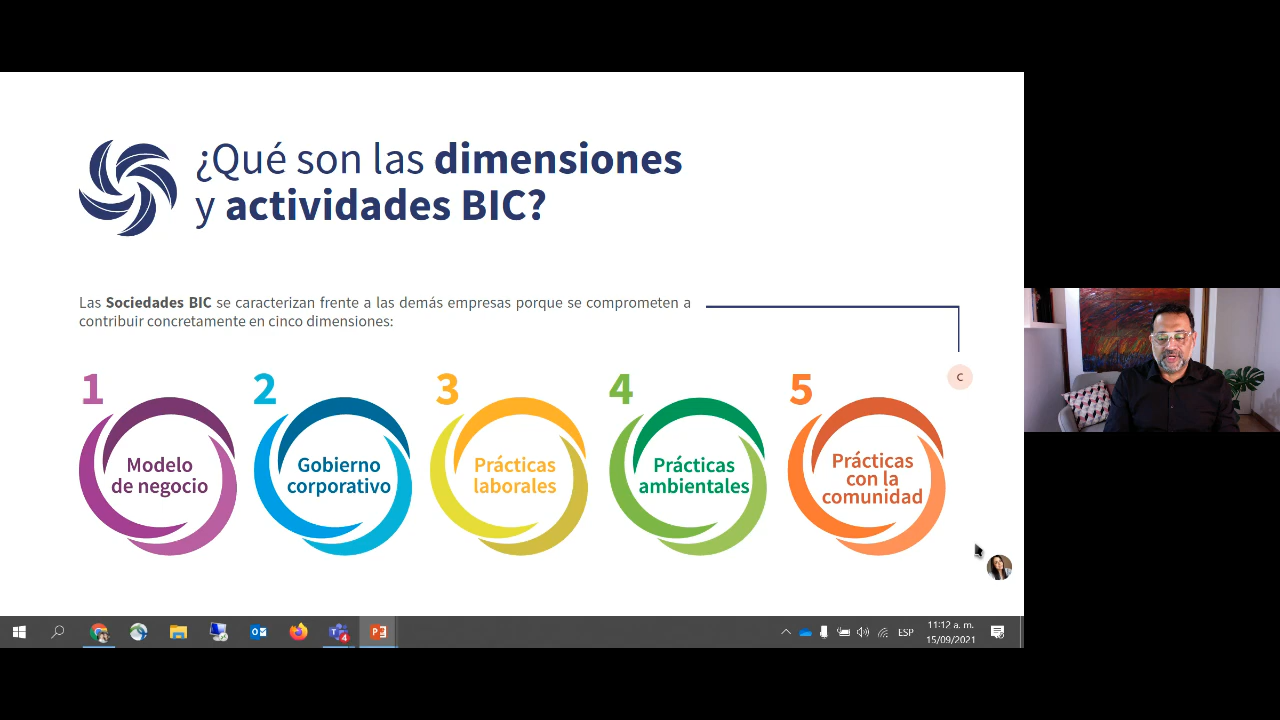 ¿Qué son las dimensiones
y actividades BIC?
Las Sociedades BIC se caracterizan frente a las demás empresas porque se comprometen a
contribuir concretamente en cinco dimensiones:
1
Modelo
de negocio
2
Gobierno
corporativo
3
Prácticas
laborales
4
Prácticas
ambientales
5
Prácticas
con la
comunidad
C
4
ESP
11:12 a. m.
15/09/2021